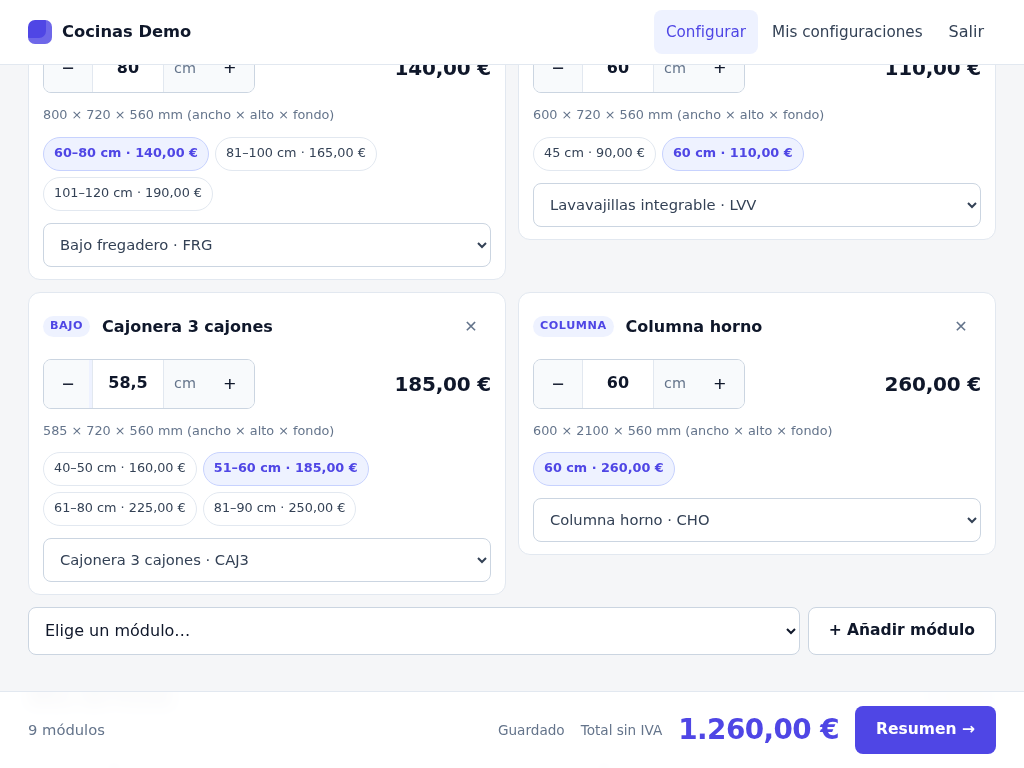 Cocinas Demo
Configurar
Mis configuraciones
Salir
− 80 cm +
140,00 €
800 × 720 × 560 mm (ancho × alto × fondo)
60–80 cm · 140,00 €
81–100 cm · 165,00 €
101–120 cm · 190,00 €
Bajo fregadero · FRG
− 60 cm +
110,00 €
600 × 720 × 560 mm (ancho × alto × fondo)
45 cm · 90,00 €
60 cm · 110,00 €
Lavavajillas integrable · LVV
BAJO Cajonera 3 cajones ×
− 58,5 cm +
185,00 €
585 × 720 × 560 mm (ancho × alto × fondo)
40–50 cm · 160,00 €
51–60 cm · 185,00 €
61–80 cm · 225,00 €
81–90 cm · 250,00 €
Cajonera 3 cajones · CAJ3
COLUMNA Columna horno ×
− 60 cm +
260,00 €
600 × 2100 × 560 mm (ancho × alto × fondo)
60 cm · 260,00 €
Columna horno · CHO
Elige un módulo…
+ Añadir módulo
9 módulos
Guardado
Total sin IVA
1.260,00 €
Resumen →